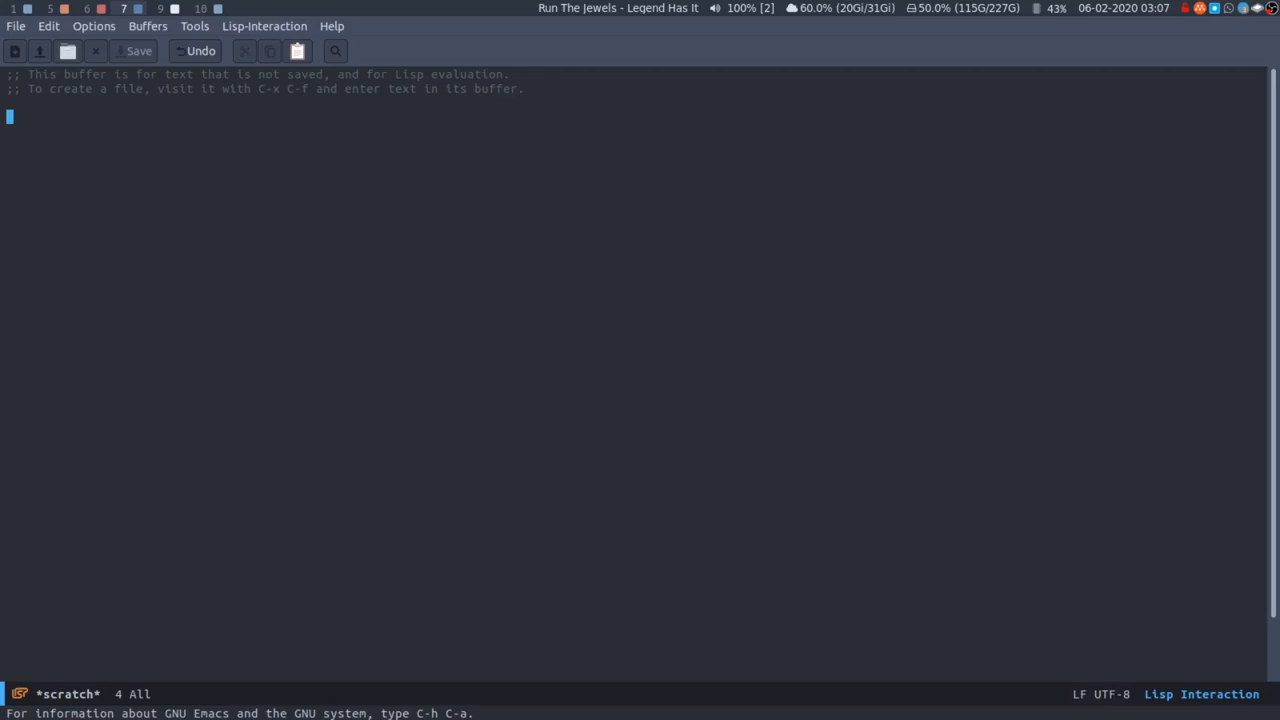 1 5 6 7 9 10 Run The Jewels - Legend Has It 100% [2] 60.0% (20Gi/31Gi) 50.0% (115G/227G) 43% 06-02-2020 03:07
File Edit Options Buffers Tools Lisp-Interaction Help
Save Undo
;; This buffer is for text that is not saved, and for Lisp evaluation.
;; To create a file, visit it with C-x C-f and enter text in its buffer.
*scratch* 4 All LF UTF-8 Lisp Interaction
For information about GNU Emacs and the GNU system, type C-h C-a.